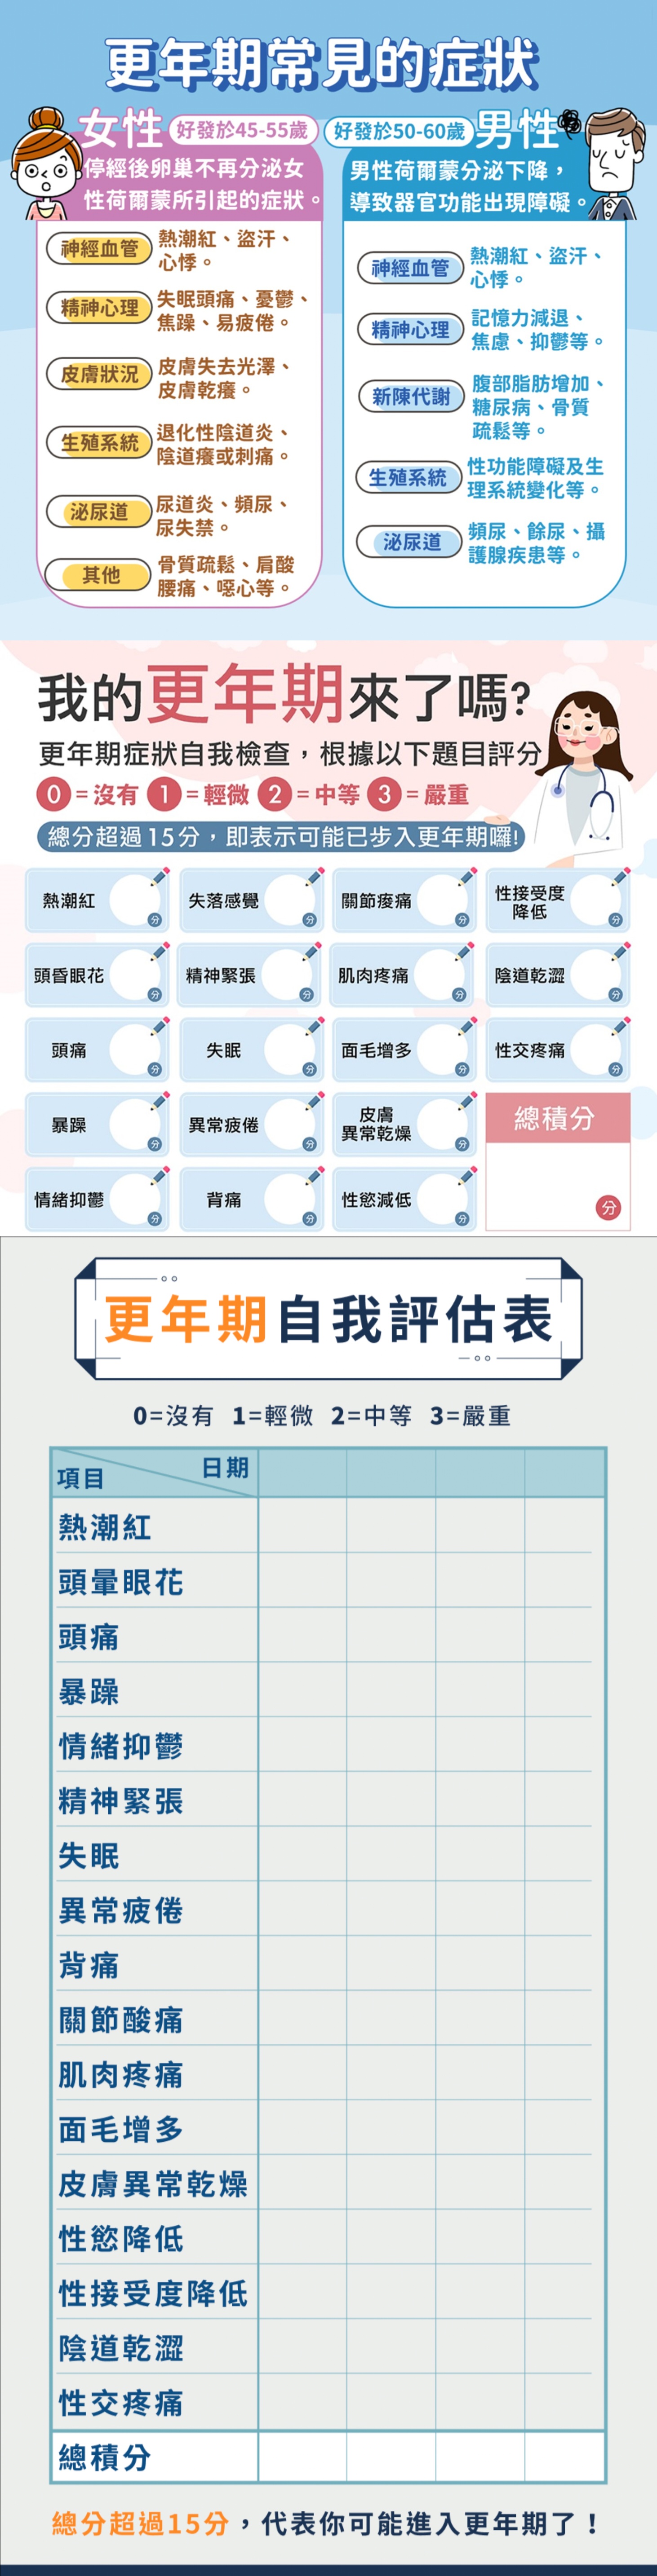 更年期常見的症狀
女性 好發於45-55歲
停經後卵巢不再分泌女
性荷爾蒙所引起的症狀。
神經血管 熱潮紅、盜汗、
心悸。
精神心理 失眠頭痛、憂鬱、
焦躁、易疲倦。
皮膚狀況 皮膚失去光澤、
皮膚乾癢。
生殖系統 退化性陰道炎、
陰道癢或刺痛。
泌尿道 尿道炎、頻尿、
尿失禁。
其他 骨質疏鬆、肩酸
腰痛、噁心等。
好發於50-60歲 男性
男性荷爾蒙分泌下降，
導致器官功能出現障礙。
神經血管 熱潮紅、盜汗、
心悸。
精神心理 記憶力減退、
焦慮、抑鬱等。
新陳代謝 腹部脂肪增加、
糖尿病、骨質
疏鬆等。
生殖系統 性功能障礙及生
理系統變化等。
泌尿道 頻尿、餘尿、攝
護腺疾患等。
我的更年期來了嗎?
更年期症狀自我檢查，根據以下題目評分
0=沒有 1=輕微 2=中等 3=嚴重
總分超過15分，即表示可能已步入更年期囉!
熱潮紅 分 失落感覺 分 關節痠痛 分 性接受度
降低 分
頭昏眼花 分 精神緊張 分 肌肉疼痛 分 陰道乾澀 分
頭痛 分 失眠 分 面毛增多 分 性交疼痛 分
暴躁 分 異常疲倦 分 皮膚
異常乾燥 分 總積分
情緒抑鬱 分 背痛 分 性慾減低 分 分
更年期自我評估表
0=沒有 1=輕微 2=中等 3=嚴重
項目 日期
熱潮紅
頭暈眼花
頭痛
暴躁
情緒抑鬱
精神緊張
失眠
異常疲倦
背痛
關節酸痛
肌肉疼痛
面毛增多
皮膚異常乾燥
性慾降低
性接受度降低
陰道乾澀
性交疼痛
總積分
總分超過15分，代表你可能進入更年期了！